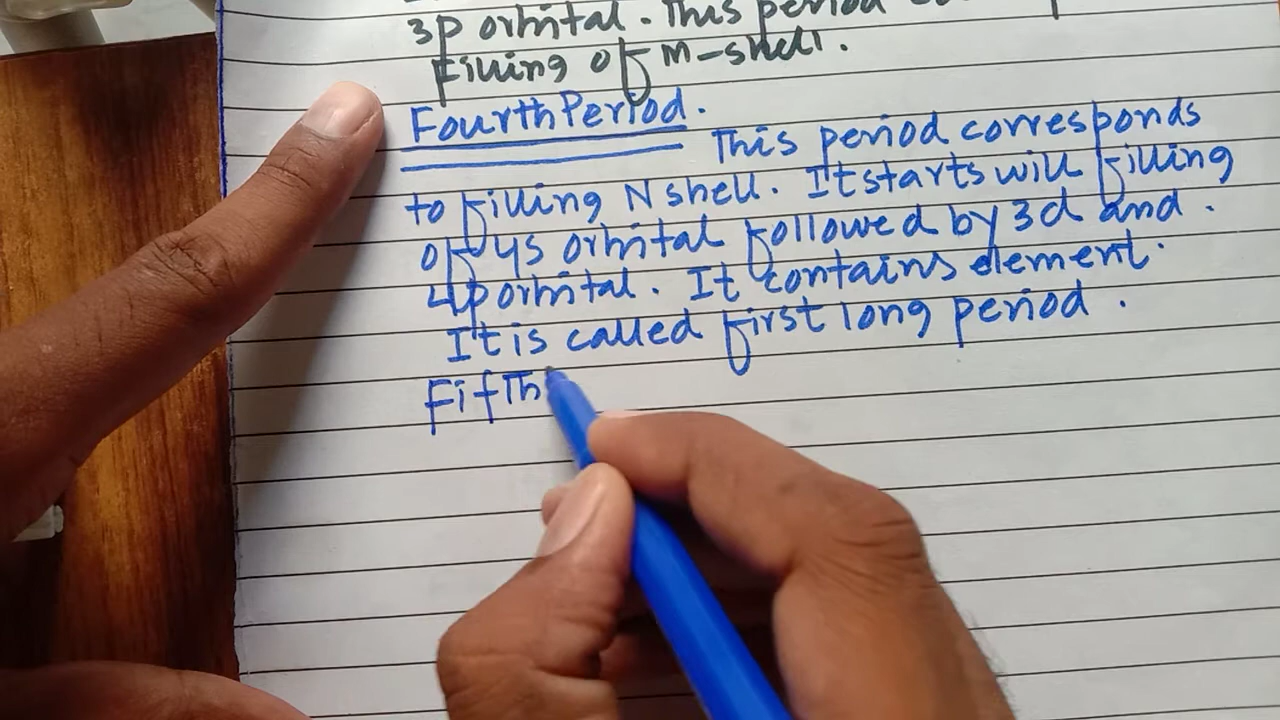 3p orbital. This period
Filling of M-shell.
Fourth Period.
This period corresponds
to filling N shell. It starts will filling
of 4s orbital followed by 3d and.
4p orbital. It contains element.
It is called first long period.
Fifth